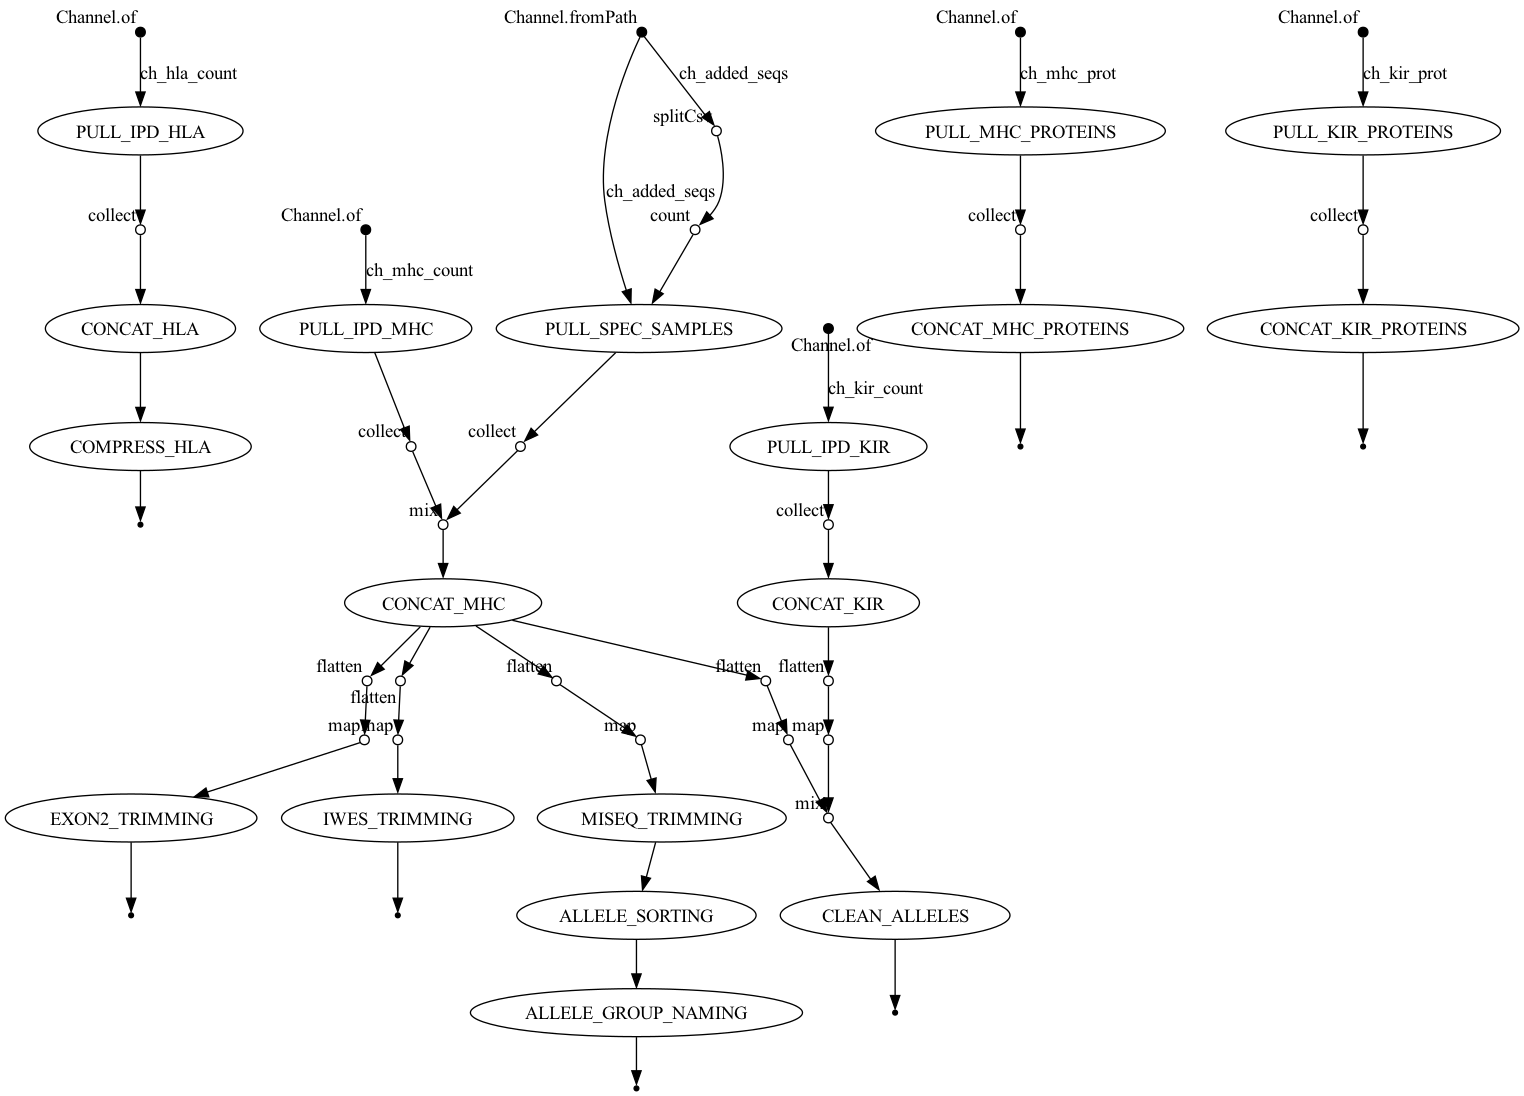 Channel.of
Channel.fromPath
Channel.of
Channel.of
ch_hla_count
ch_added_seqs
ch_mhc_prot
ch_kir_prot
splitCs
PULL_IPD_HLA
PULL_MHC_PROTEINS
PULL_KIR_PROTEINS
ch_added_seqs
collect
Channel.of
count
collect
collect
ch_mhc_count
CONCAT_HLA
PULL_IPD_MHC
PULL_SPEC_SAMPLES
CONCAT_MHC_PROTEINS
CONCAT_KIR_PROTEINS
Channel.of
ch_kir_count
collect
collect
COMPRESS_HLA
PULL_IPD_KIR
mix
collect
CONCAT_MHC
CONCAT_KIR
flatten
flatten
flatten
flatten
flatten
map
map
map
map
map
mix
EXON2_TRIMMING
IWES_TRIMMING
MISEQ_TRIMMING
ALLELE_SORTING
CLEAN_ALLELES
ALLELE_GROUP_NAMING